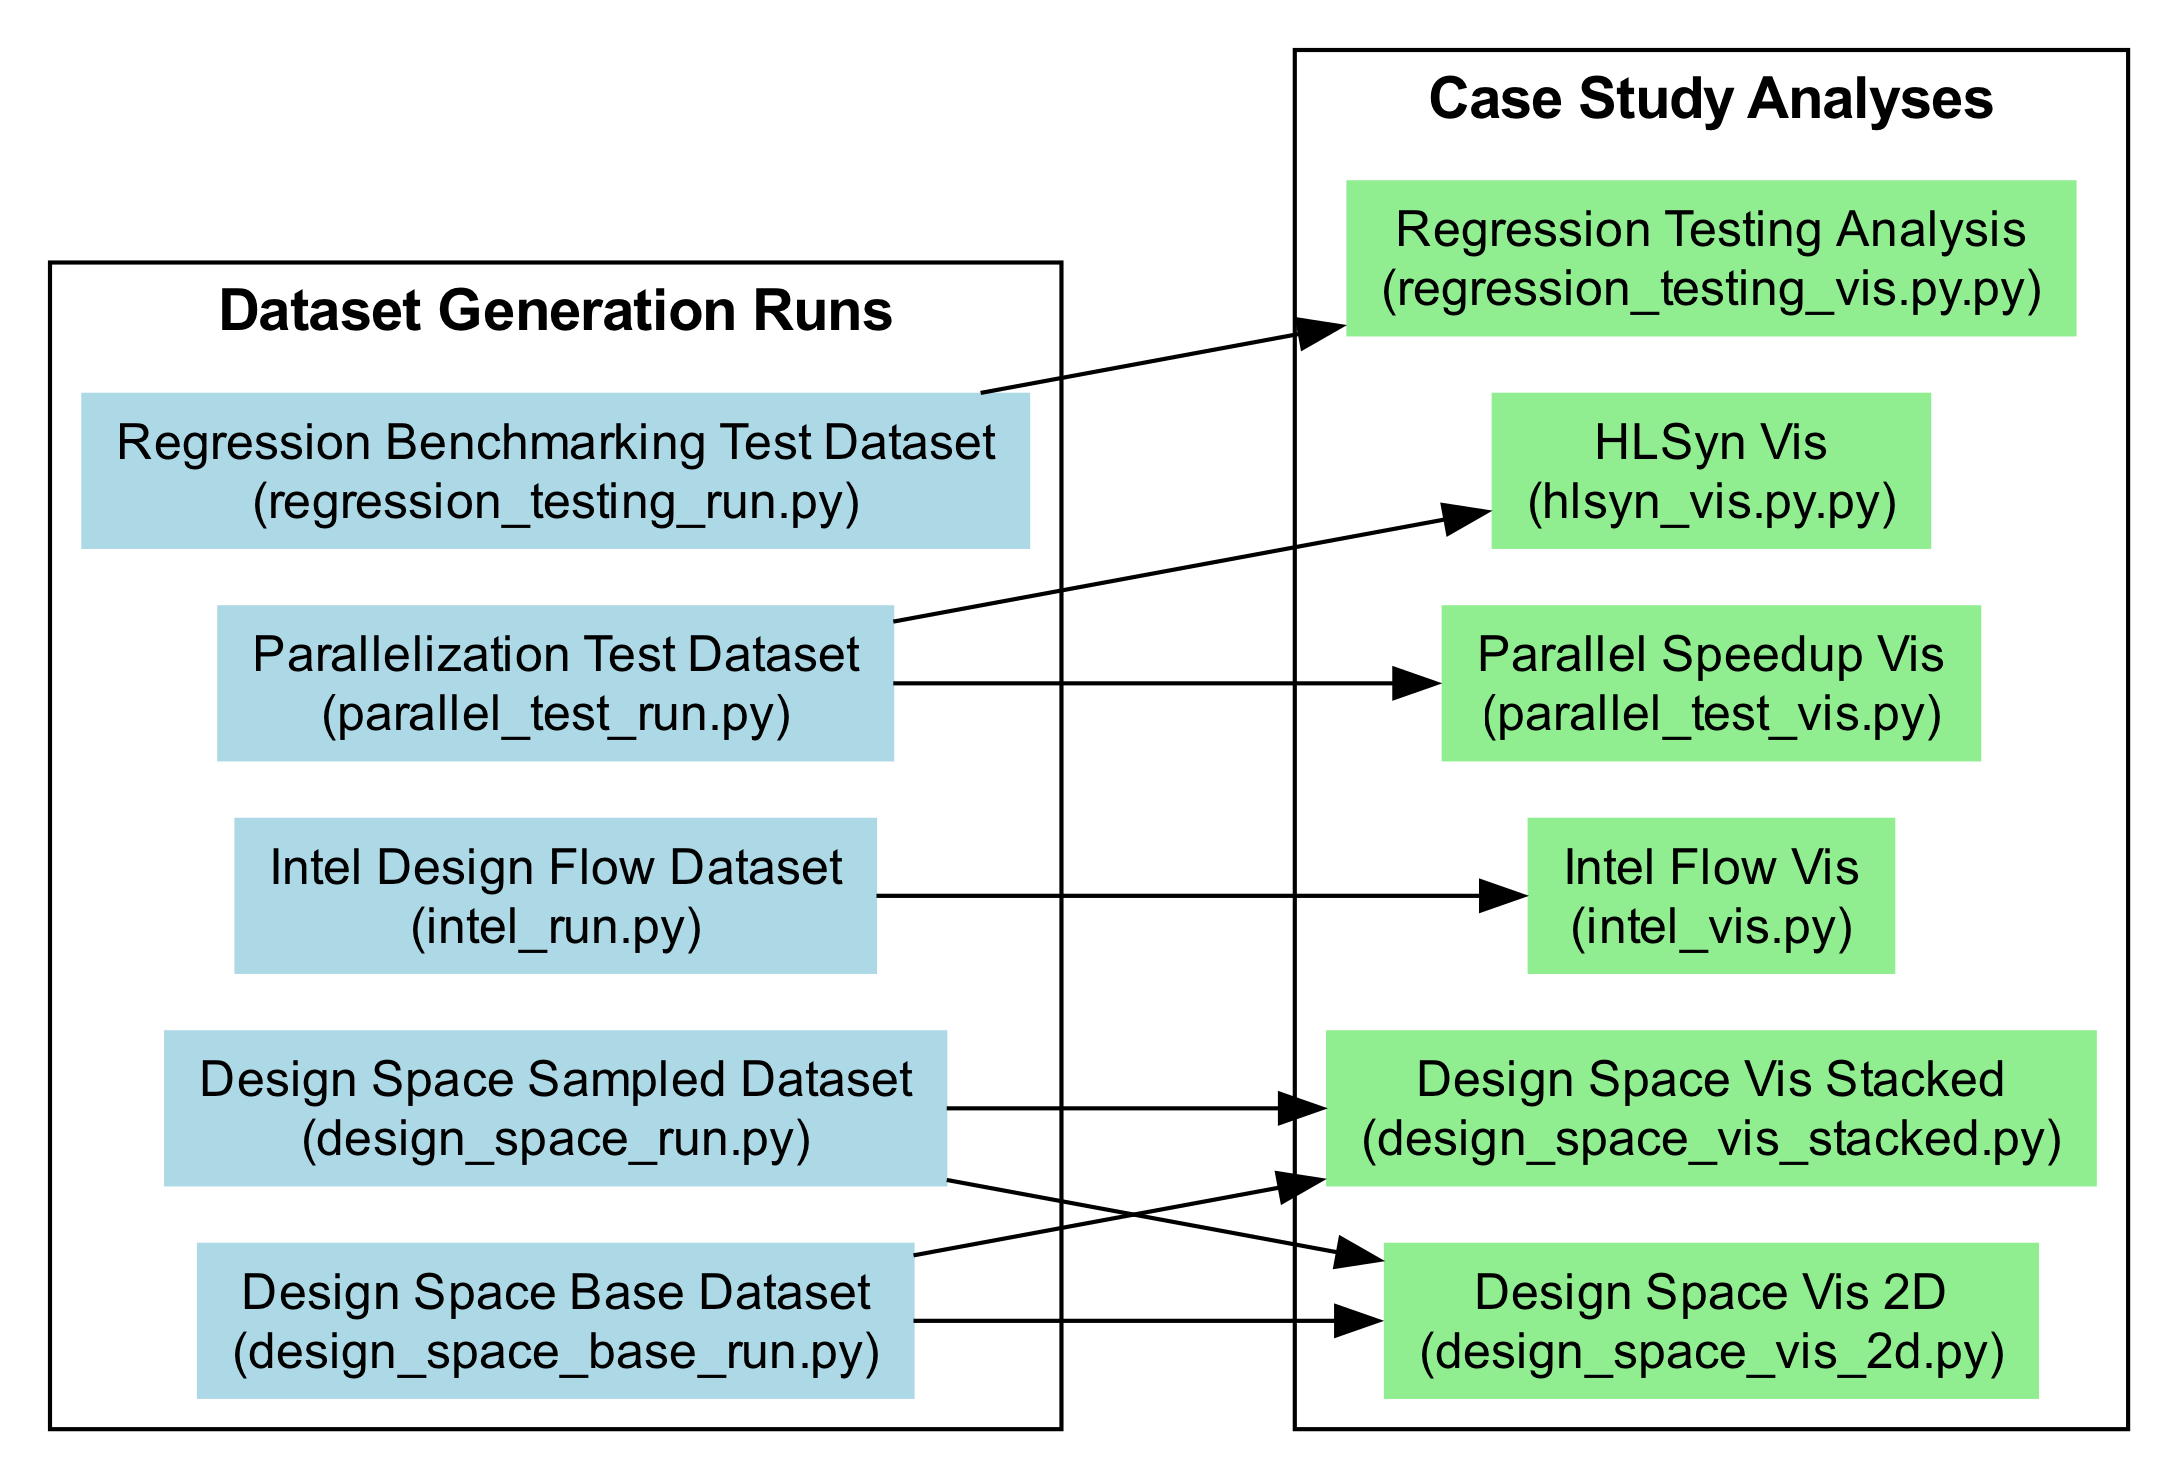 Dataset Generation Runs
Regression Benchmarking Test Dataset
(regression_testing_run.py)
Parallelization Test Dataset
(parallel_test_run.py)
Intel Design Flow Dataset
(intel_run.py)
Design Space Sampled Dataset
(design_space_run.py)
Design Space Base Dataset
(design_space_base_run.py)
Case Study Analyses
Regression Testing Analysis
(regression_testing_vis.py.py)
HLSyn Vis
(hlsyn_vis.py.py)
Parallel Speedup Vis
(parallel_test_vis.py)
Intel Flow Vis
(intel_vis.py)
Design Space Vis Stacked
(design_space_vis_stacked.py)
Design Space Vis 2D
(design_space_vis_2d.py)